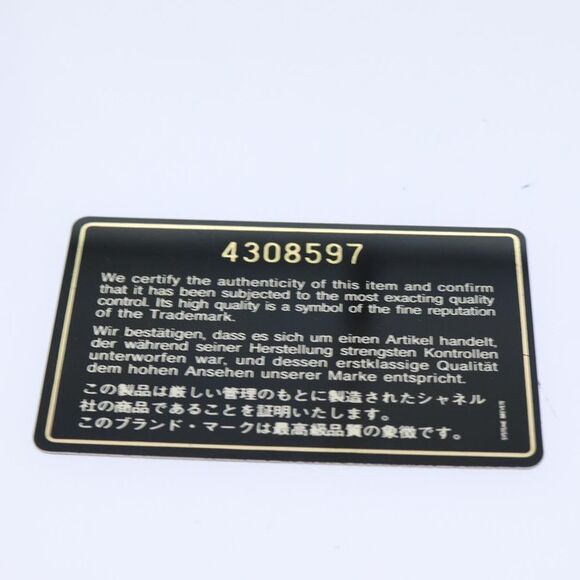 4308597
We certify the authenticity of this item and confirm
that it has been subjected to the most exacting quality
control. Its high quality is a symbol of the fine reputation
of the Trademark.
Wir bestätigen, dass es sich um einen Artikel handelt,
der während seiner Herstellung strengsten Kontrollen
unterworfen war, und dessen erstklassige Qualität
dem hohen Ansehen unserer Marke entspricht.
この製品は厳しい管理のもとに製造されたシャネル
社の商品であることを証明いたします。
このブランド・マークは最高級品質の象徴です。